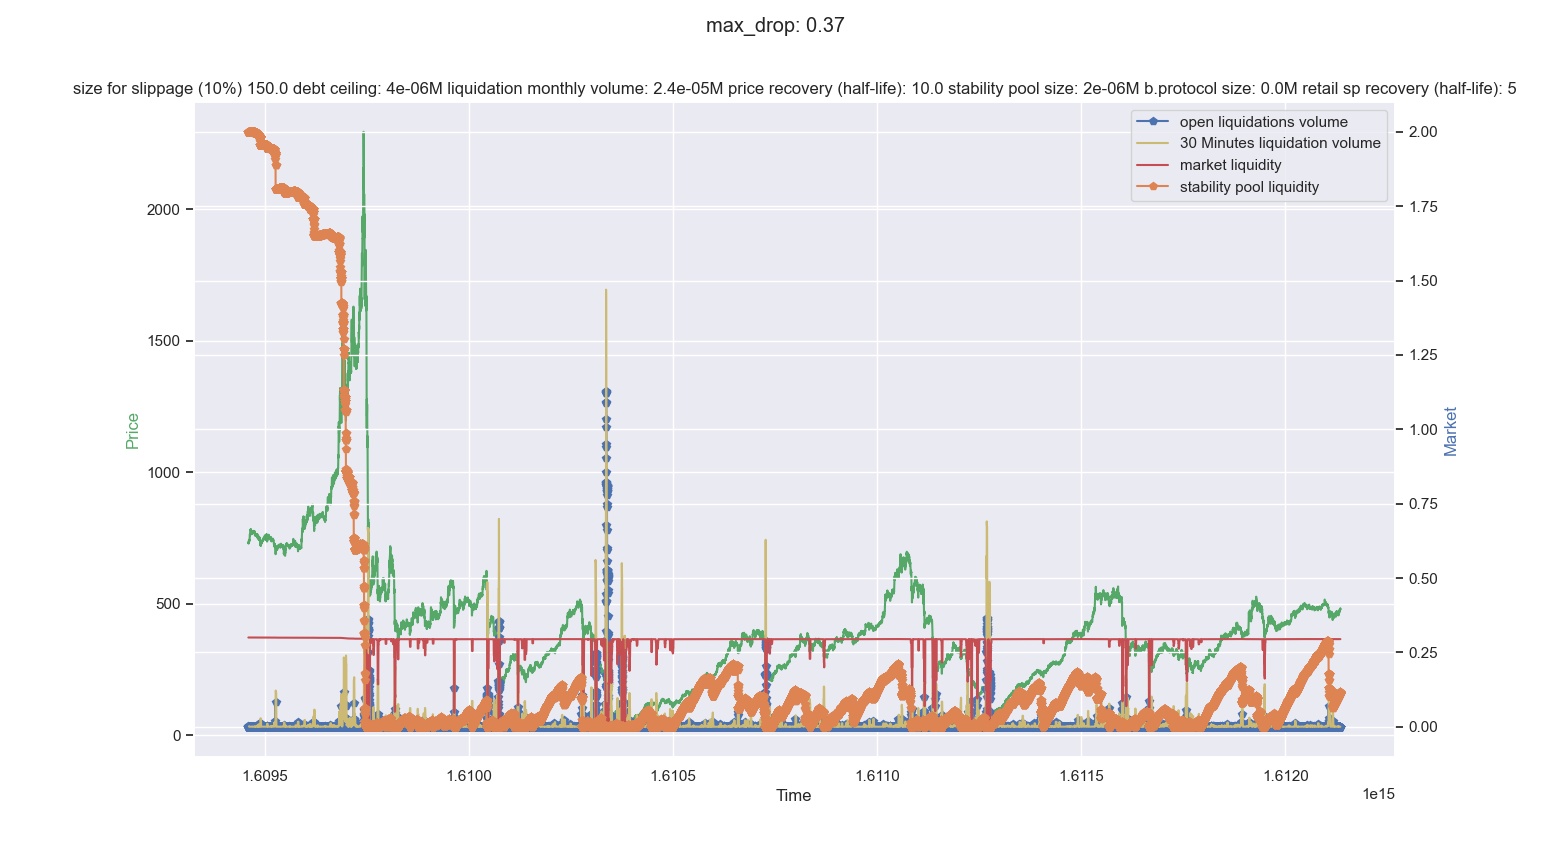 max_drop: 0.37
size for slippage (10%) 150.0 debt ceiling: 4e-06M liquidation monthly volume: 2.4e-05M price recovery (half-life): 10.0 stability pool size: 2e-06M b.protocol size: 0.0M retail sp recovery (half-life): 5
open liquidations volume
30 Minutes liquidation volume
market liquidity
stability pool liquidity
2000
1500
1000
500
0
Price
2.00
1.75
1.50
1.25
1.00
0.75
0.50
0.25
0.00
Market
1.6095 1.6100 1.6105 1.6110 1.6115 1.6120
1e15
Time